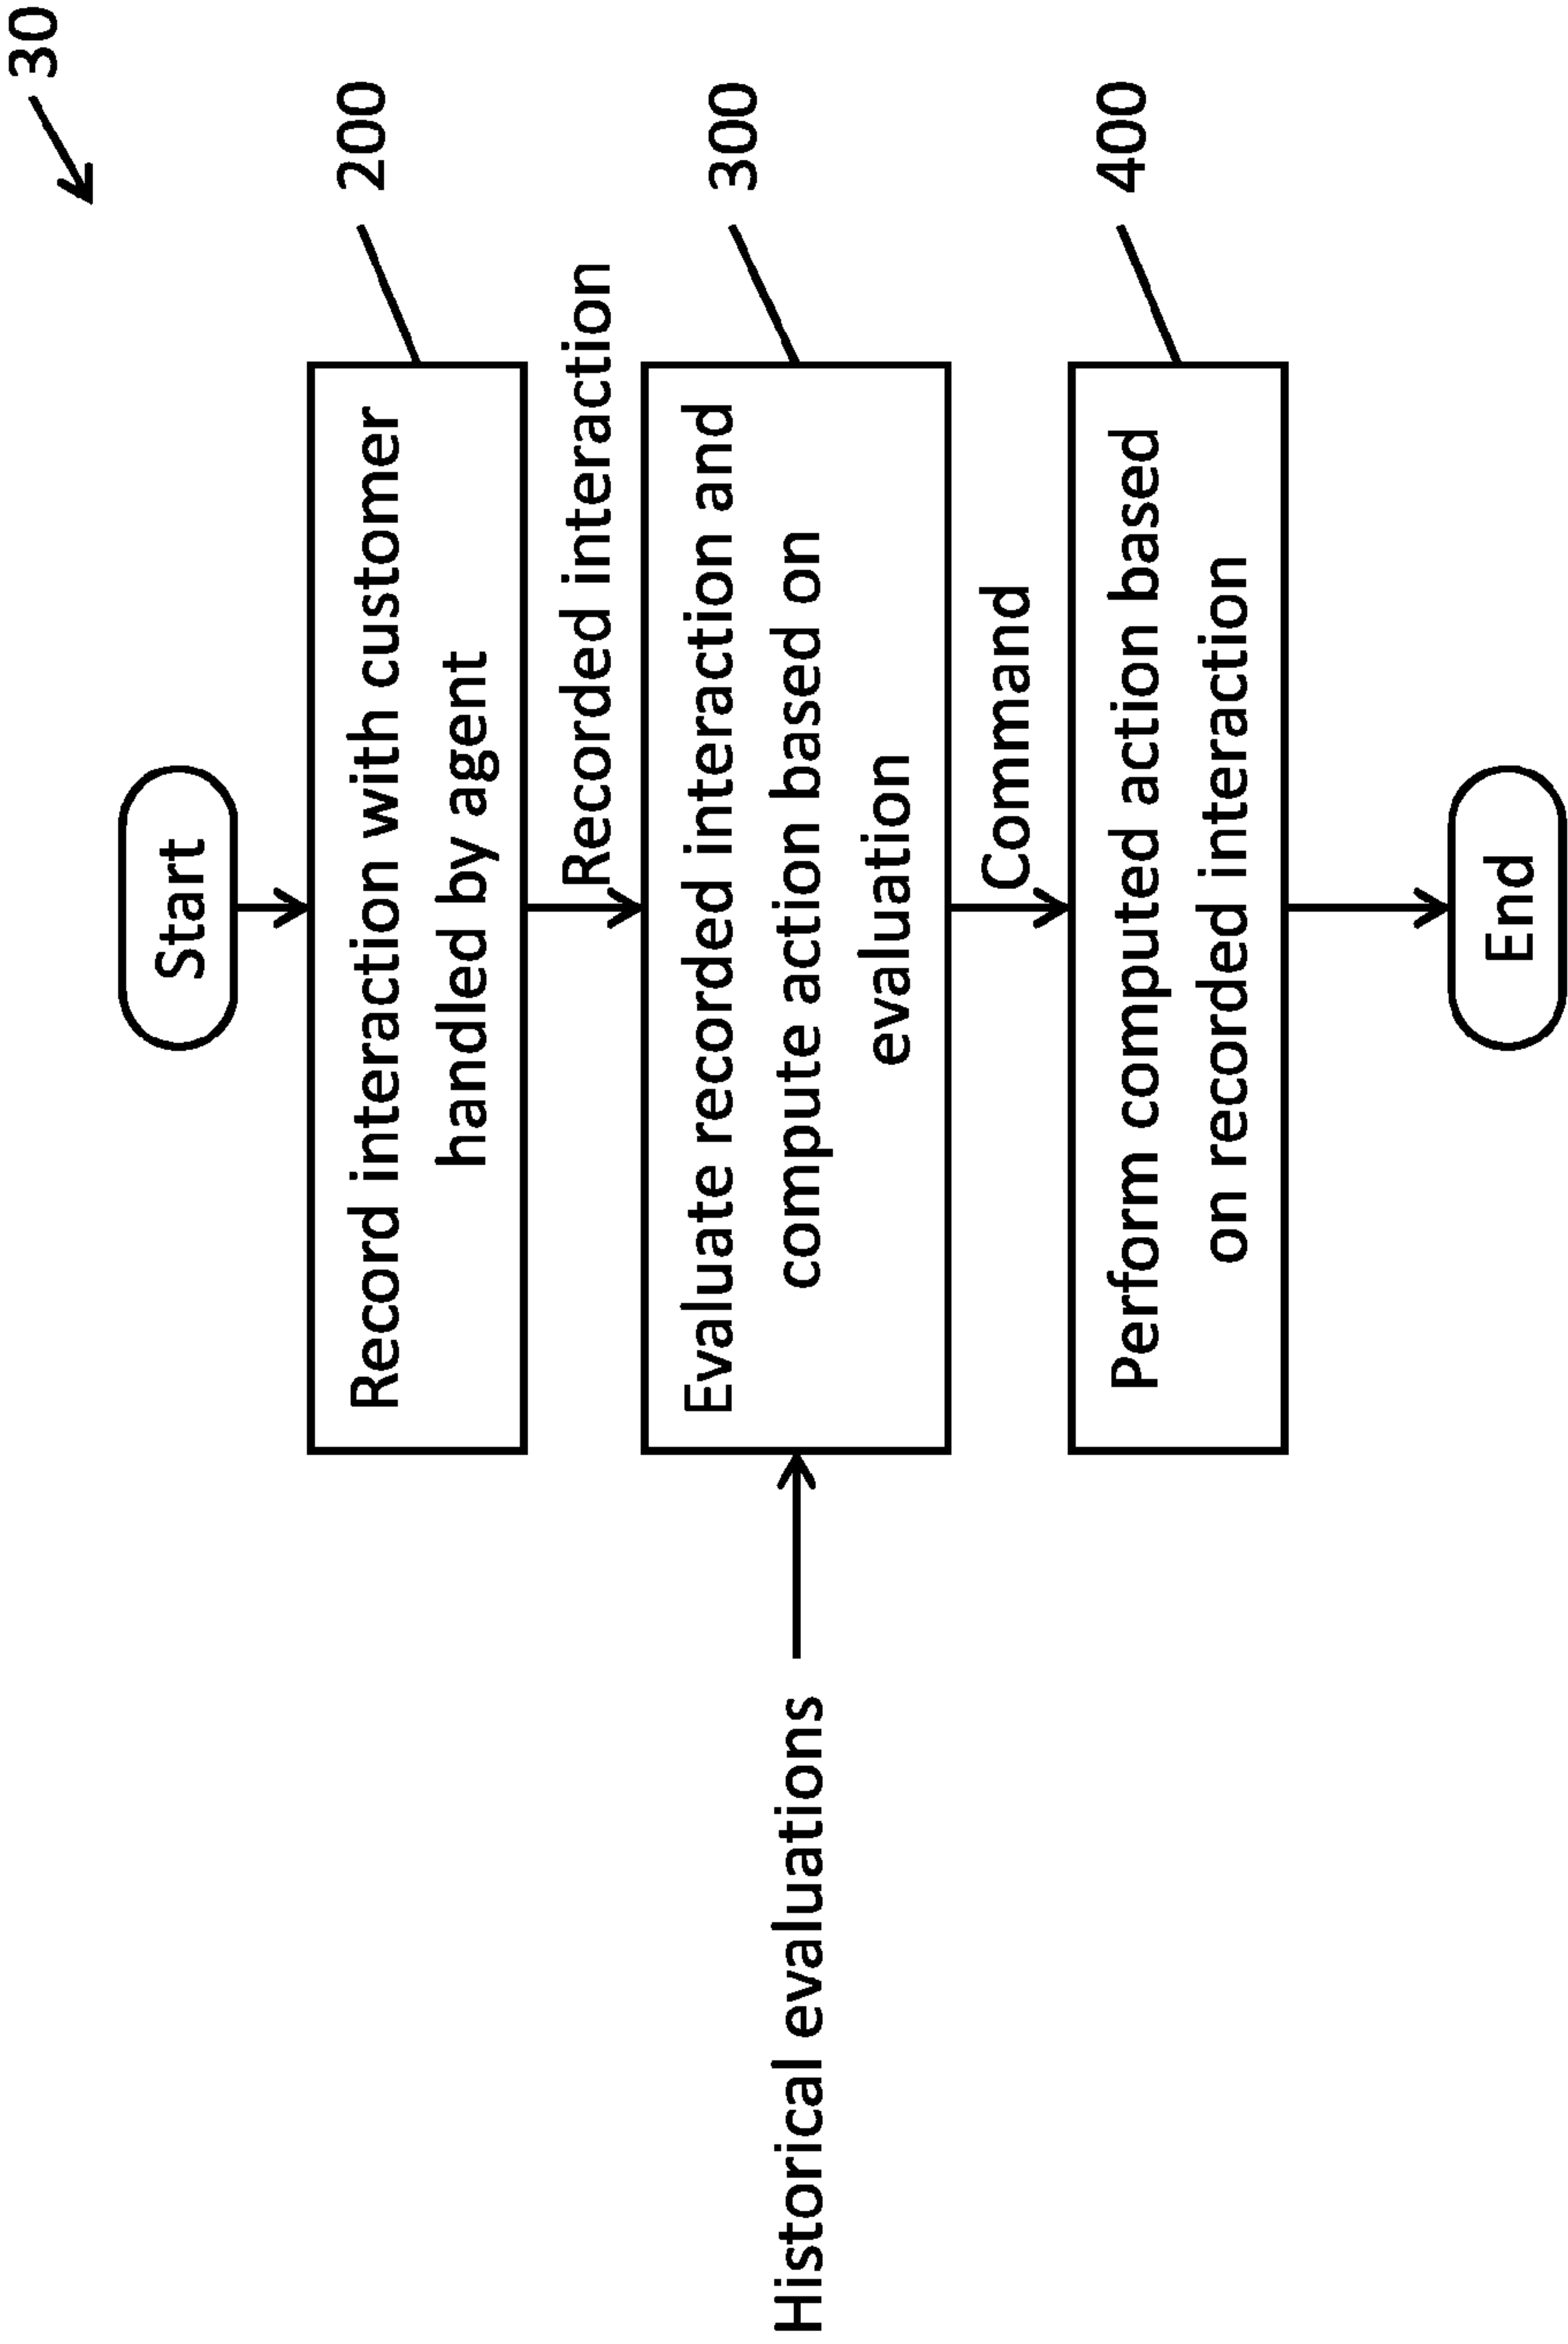 30
Start
200
Record interaction with customer
handled by agent
Recorded interaction
300
Historical evaluations
Evaluate recorded interaction and
compute action based on
evaluation
Command
400
Perform computed action based
on recorded interaction
End